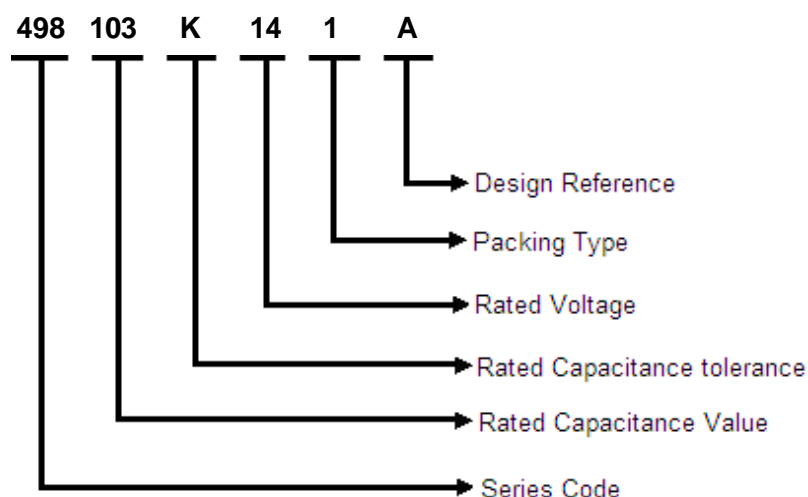 498 103 K 14 1 A
Design Reference
Packing Type
Rated Voltage
Rated Capacitance tolerance
Rated Capacitance Value
Series Code